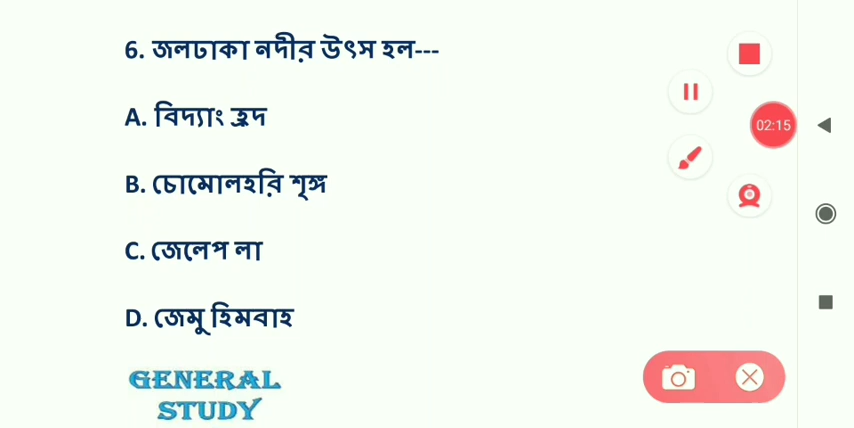 6. জলঢাকা নদীর উৎস হল---
A. বিদ্যাং হ্রদ
B. চোমোলহরি শৃঙ্গ
C. জেলেপ লা
D. জেমু হিমবাহ
GENERAL
STUDY
02:15